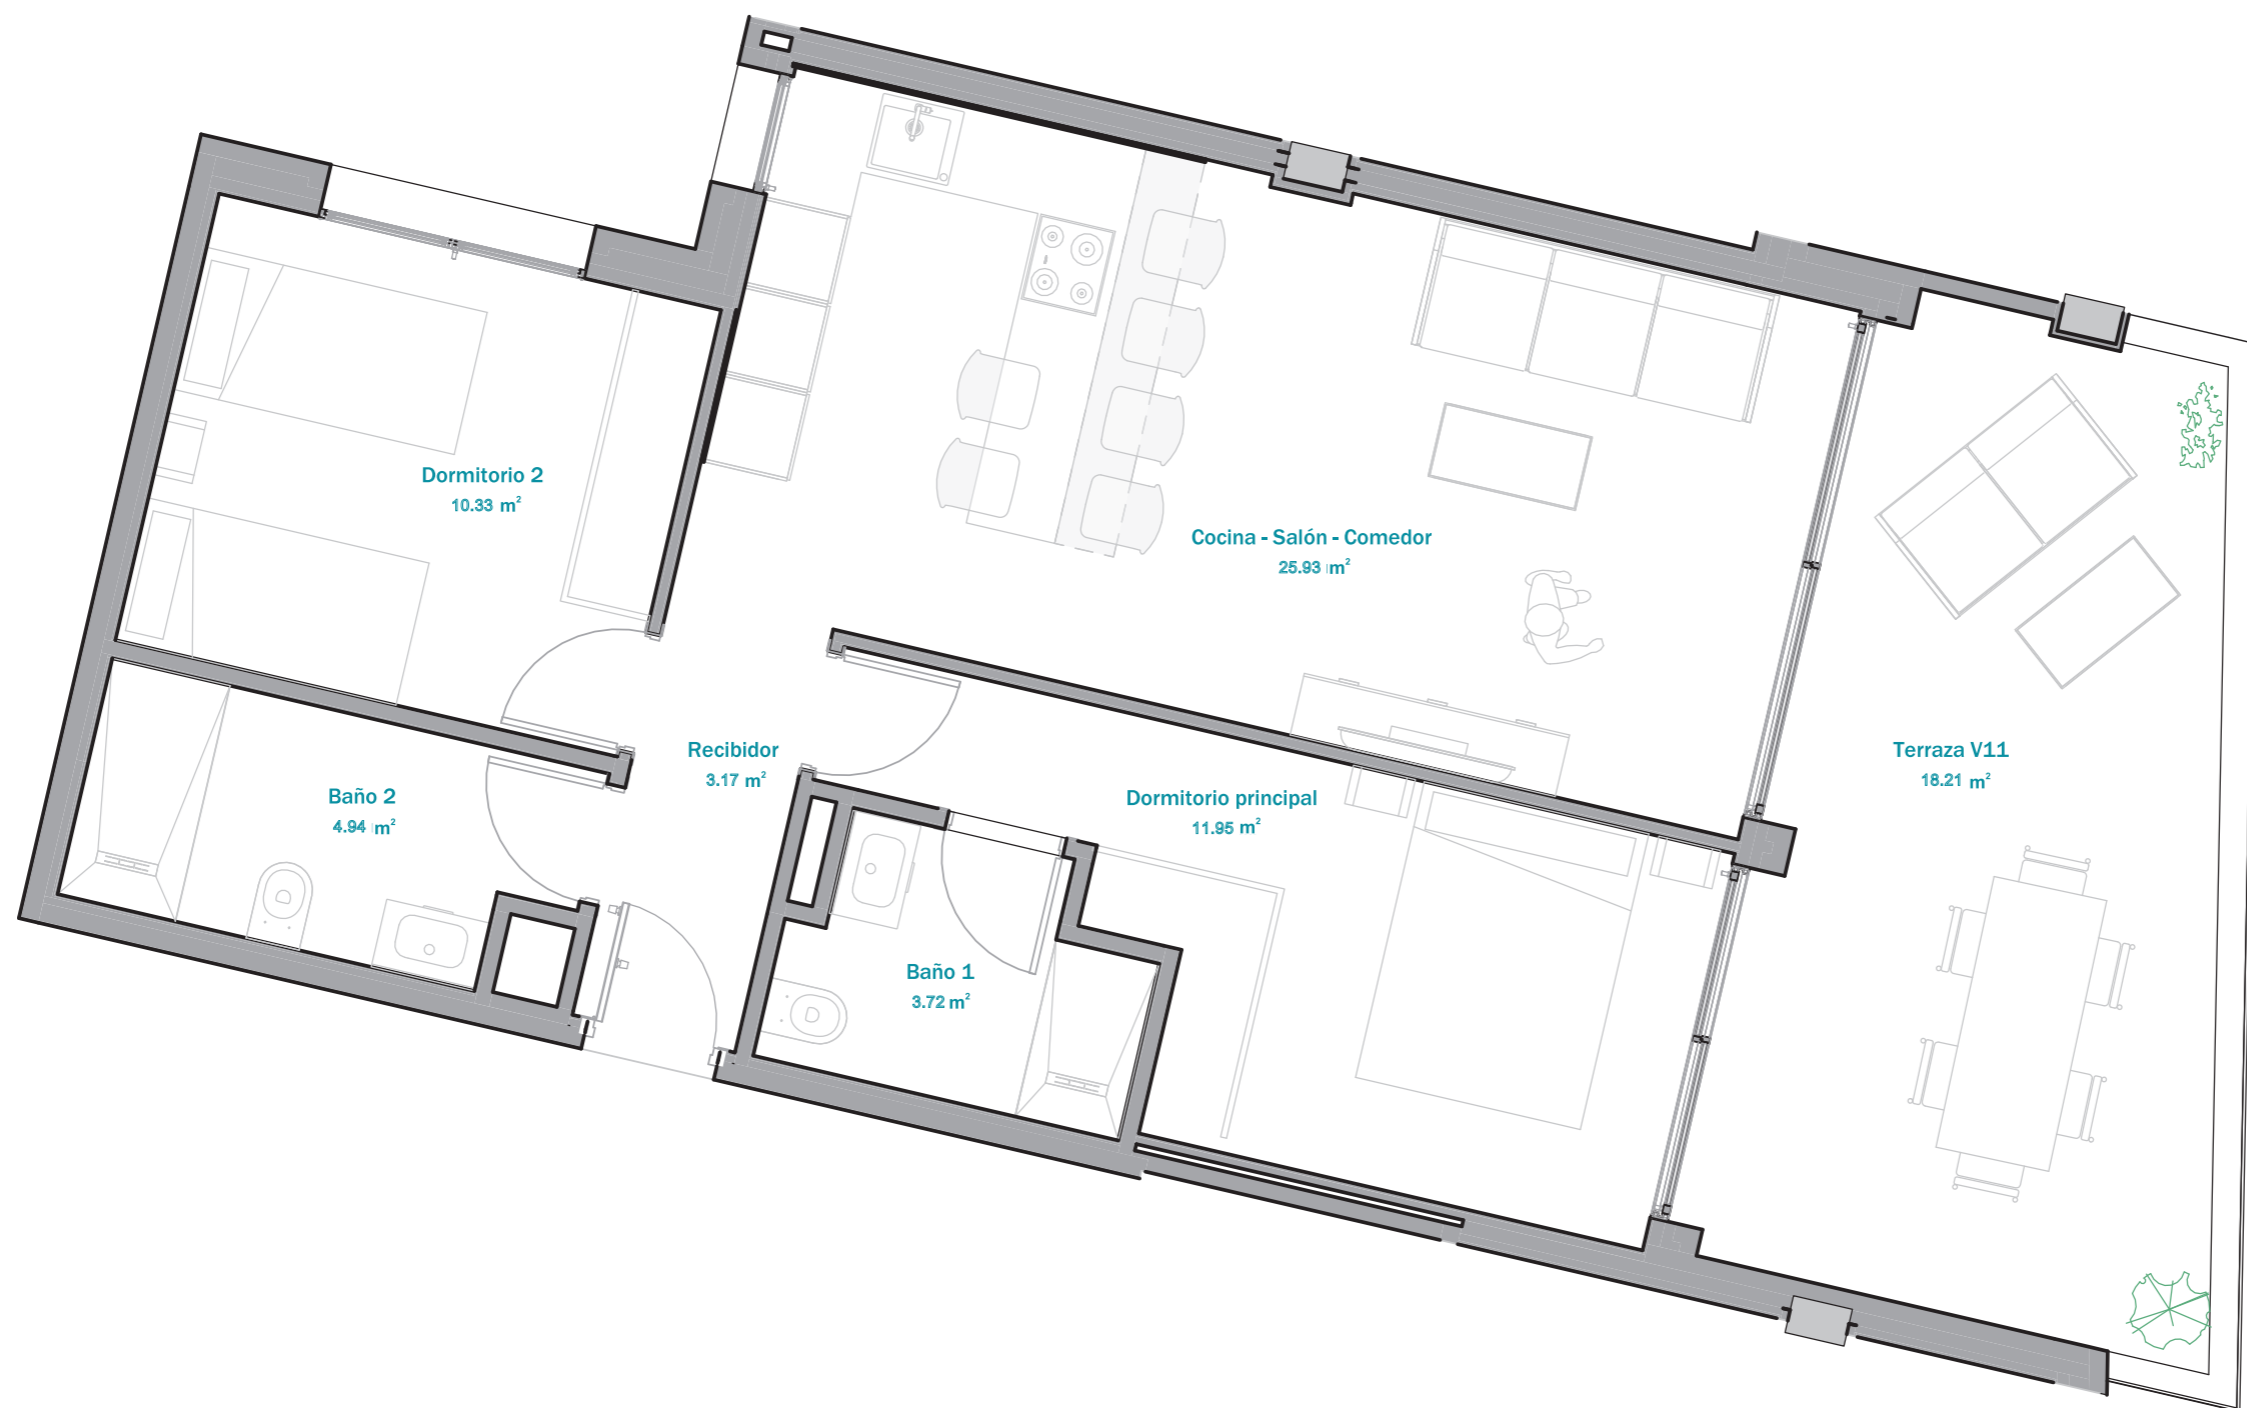 Dormitorio 2
10.33 m²
Cocina - Salón - Comedor
25.93 m²
Recibidor
3.17 m²
Terraza V11
18.21 m²
Baño 2
4.94 m²
Dormitorio principal
11.95 m²
Baño 1
3.72 m²